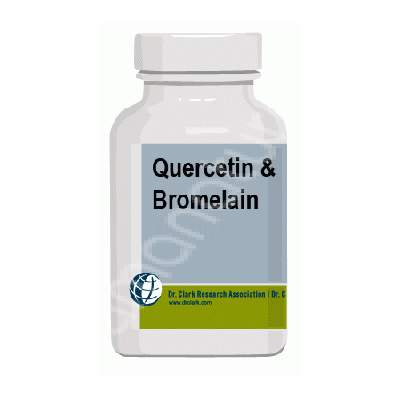 Quercetin &
Bromelain
Dr. Clark Research Association | Dr. C
www.drclark.com